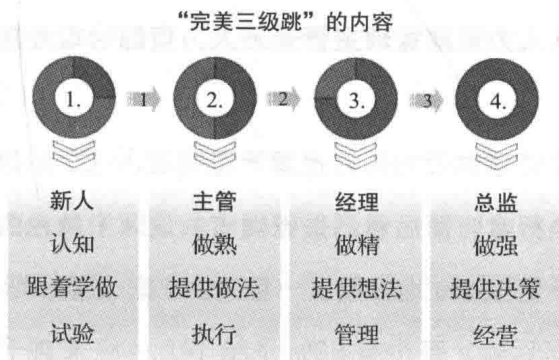 “完美三级跳”的内容
1. 1 2. 2 3. 3 4.
新人 主管 经理 总监
认知 做熟 做精 做强
跟着学做 提供做法 提供想法 提供决策
试验 执行 管理 经营